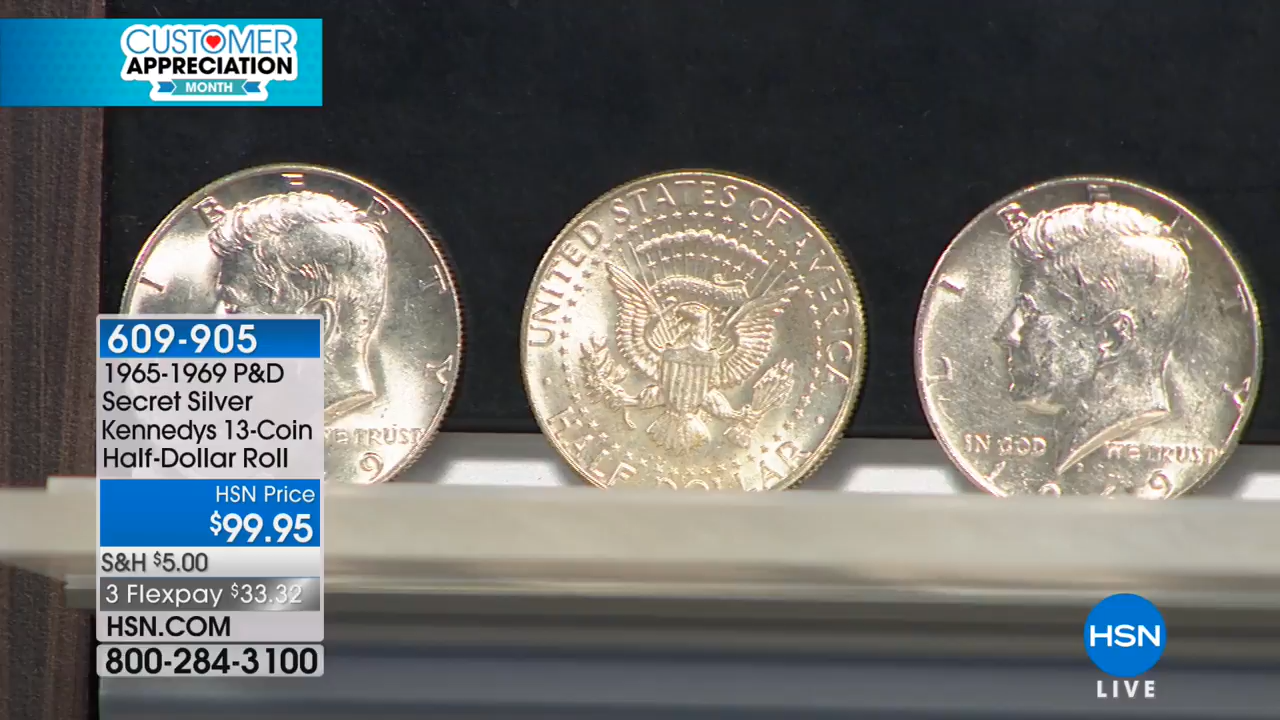 CUSTOMER
APPRECIATION
MONTH
609-905
1965-1969 P&D
Secret Silver
Kennedys 13-Coin
Half-Dollar Roll
HSN Price
$99.95
S&H $5.00
3 Flexpay $33.32
HSN.COM
800-284-3100
UNITED STATES OF AMERICA
HALF DOLLAR
LIBERTY
IN GOD WE TRUST
WE TRUST
HSN
LIVE